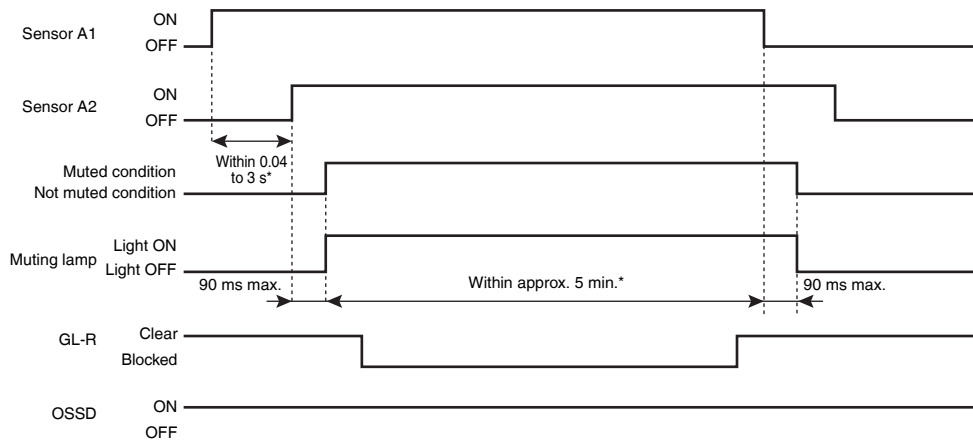 Sensor A1
ON
OFF
Sensor A2
ON
OFF
Within 0.04
to 3 s*
Muted condition
Not muted condition
Muting lamp
Light ON
Light OFF
90 ms max.
Within approx. 5 min.*
90 ms max.
GL-R
Clear
Blocked
OSSD
ON
OFF